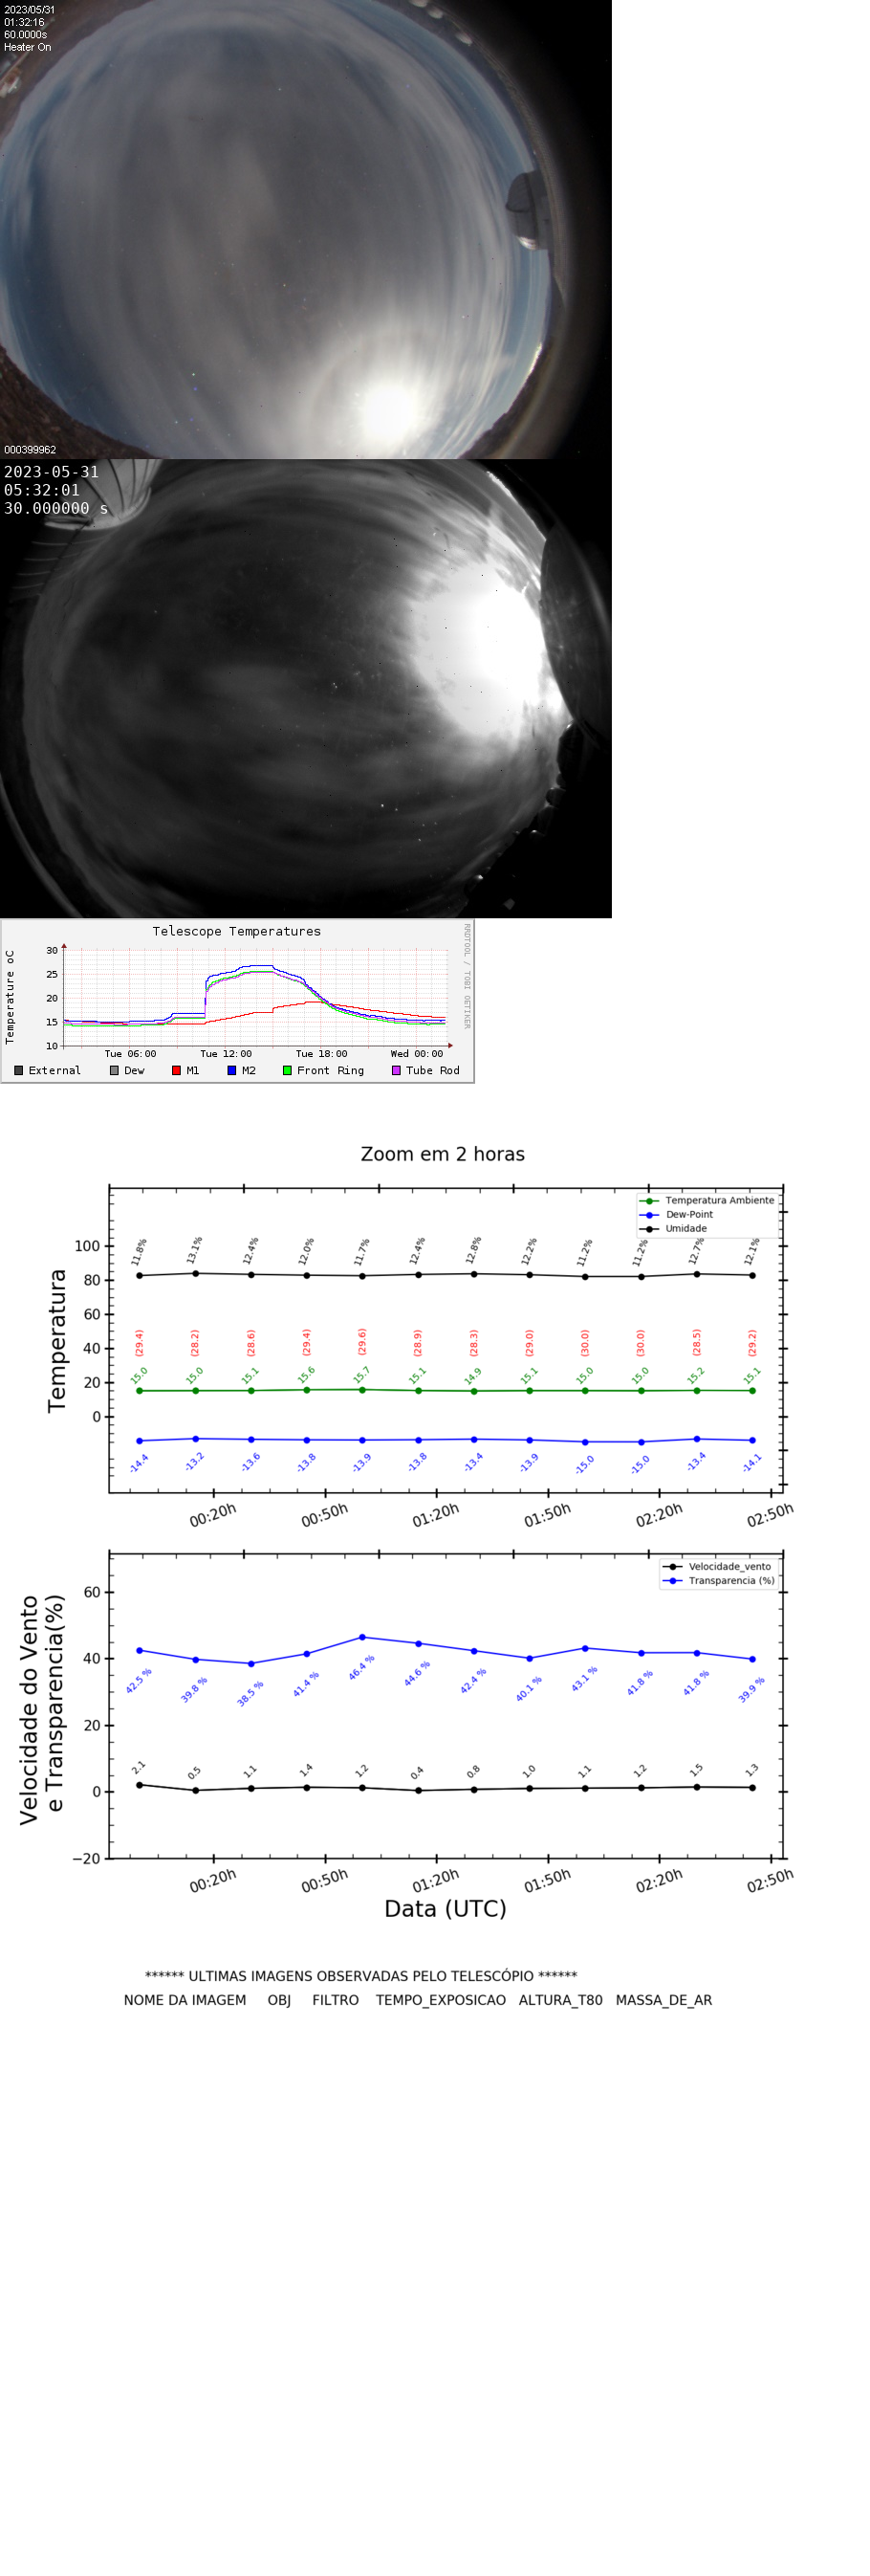 2023/05/31
01:32:16
60.0000s
Heater On
000399962
2023-05-31
05:32:01
30.000000 s
Telescope Temperatures
RRDTOOL / TOBI OETIKER
Temperature oC
30
25
20
15
10
Tue 06:00 Tue 12:00 Tue 18:00 Wed 00:00
External Dew M1 M2 Front Ring Tube Rod
Zoom em 2 horas
Temperatura Ambiente
Dew-Point
Umidade
Temperatura
100
80
60
40
20
0
11.8% 13.1% 12.4% 12.0% 11.7% 12.4% 12.8% 12.2% 11.2% 11.2% 12.7% 12.1%
(29.4) (28.2) (28.6) (29.4) (29.6) (28.9) (28.3) (29.0) (30.0) (30.0) (28.5) (29.2)
15.0 15.0 15.1 15.6 15.7 15.1 14.9 15.1 15.0 15.0 15.2 15.1
-14.4 -13.2 -13.6 -13.8 -13.9 -13.8 -13.4 -13.9 -15.0 -15.0 -13.4 -14.1
00:20h 00:50h 01:20h 01:50h 02:20h 02:50h
Velocidade_vento
Transparencia (%)
Velocidade do Vento
e Transparencia(%)
60
40
20
0
−20
42.5 % 39.8 % 38.5 % 41.4 % 46.4 % 44.6 % 42.4 % 40.1 % 43.1 % 41.8 % 41.8 % 39.9 %
2.1 0.5 1.1 1.4 1.2 0.4 0.8 1.0 1.1 1.2 1.5 1.3
00:20h 00:50h 01:20h 01:50h 02:20h 02:50h
Data (UTC)
****** ULTIMAS IMAGENS OBSERVADAS PELO TELESCÓPIO ******
NOME DA IMAGEM OBJ FILTRO TEMPO_EXPOSICAO ALTURA_T80 MASSA_DE_AR